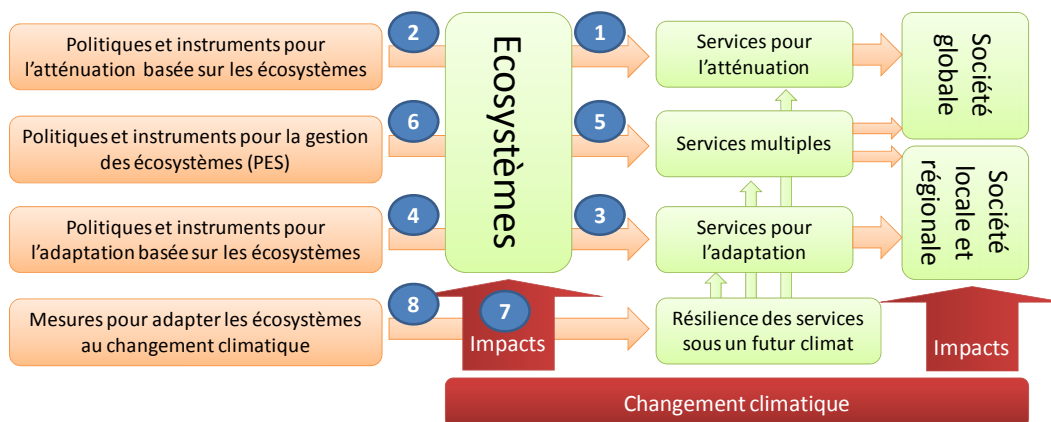 Politiques et instruments pour
l'atténuation basée sur les écosystèmes
2
Ecosystèmes
1
Services pour
l'atténuation
Société
globale
Politiques et instruments pour la gestion
des écosystèmes (PES)
6
5
Services multiples
Politiques et instruments pour
l'adaptation basée sur les écosystèmes
4
3
Services pour
l'adaptation
Société
locale et
régionale
Mesures pour adapter les écosystèmes
au changement climatique
8
7
Impacts
Résilience des services
sous un futur climat
Impacts
Changement climatique